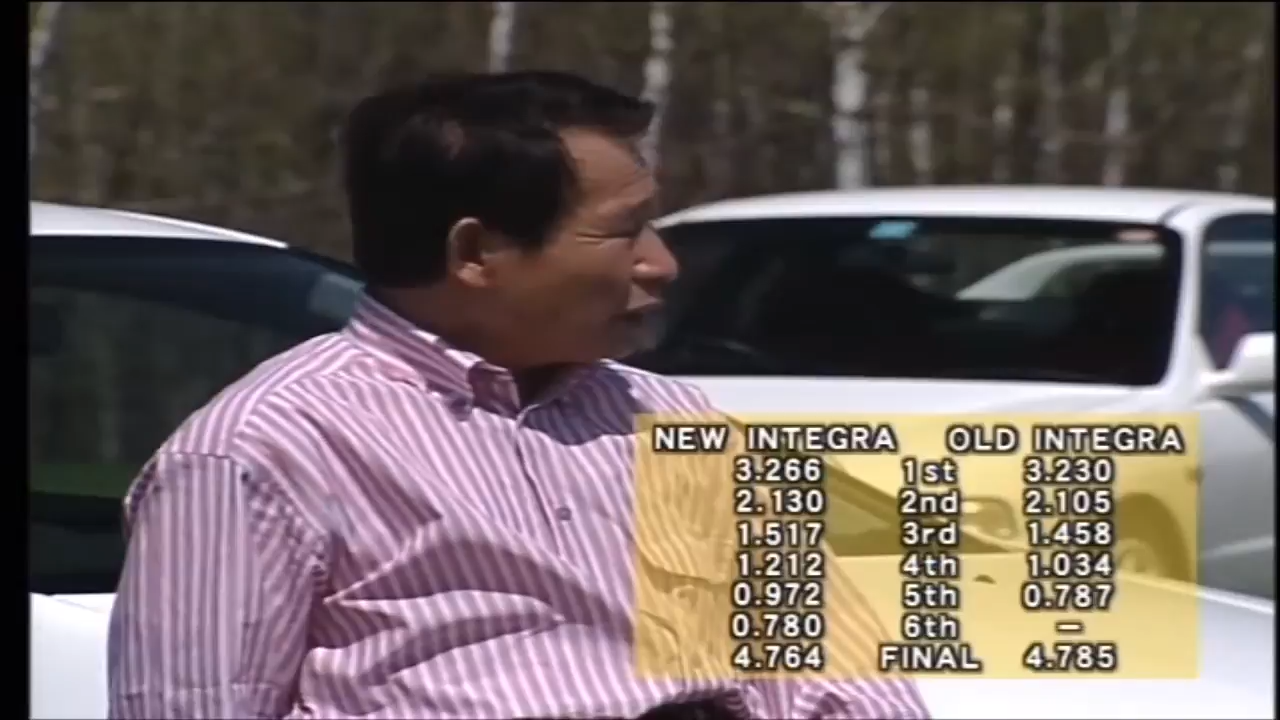 NEW INTEGRA OLD INTEGRA
3.266 1st 3.230
2.130 2nd 2.105
1.517 3rd 1.458
1.212 4th 1.034
0.972 5th 0.787
0.780 6th –
4.764 FINAL 4.785